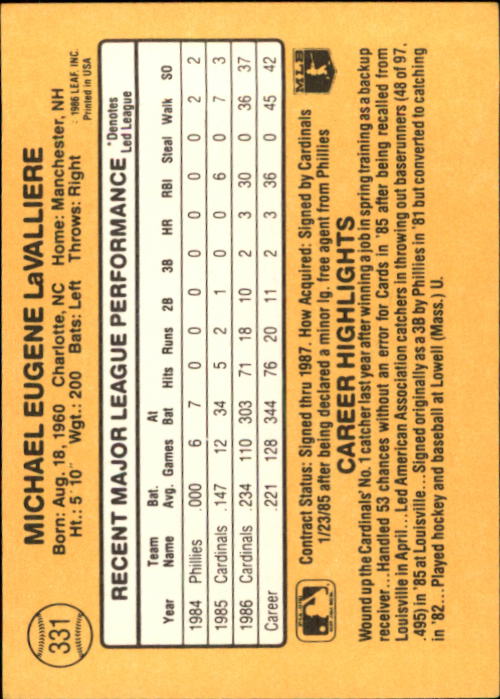 331
MICHAEL EUGENE LaVALLIERE
Born: Aug. 18, 1960 Charlotte, NC Home: Manchester, NH
Ht.: 5' 10" Wgt.: 200 Bats: Left Throws: Right
© 1986 LEAF, INC.
Printed in USA
RECENT MAJOR LEAGUE PERFORMANCE
*Denotes
Led League
Year Team Name Bat. Avg. Games At Bat Hits Runs 2B 3B HR RBI Steal Walk SO
1984 Phillies .000 6 7 0 0 0 0 0 0 0 2 2
1985 Cardinals .147 12 34 5 2 1 0 0 6 0 7 3
1986 Cardinals .234 110 303 71 18 10 2 3 30 0 36 37
Career .221 128 344 76 20 11 2 3 36 0 45 42
MLB
Contract Status: Signed thru 1987. How Acquired: Signed by Cardinals
1/23/85 after being declared a minor lg. free agent from Phillies
CAREER HIGHLIGHTS
Wound up the Cardinals' No. 1 catcher last year after winning a job in spring training as a backup
receiver...Handled 53 chances without an error for Cards in '85 after being recalled from
Louisville in April...Led American Association catchers in throwing out baserunners (48 of 97,
.495) in '85 at Louisville...Signed originally as a 3B by Phillies in '81 but converted to catching
in '82...Played hockey and baseball at Lowell (Mass.) U.